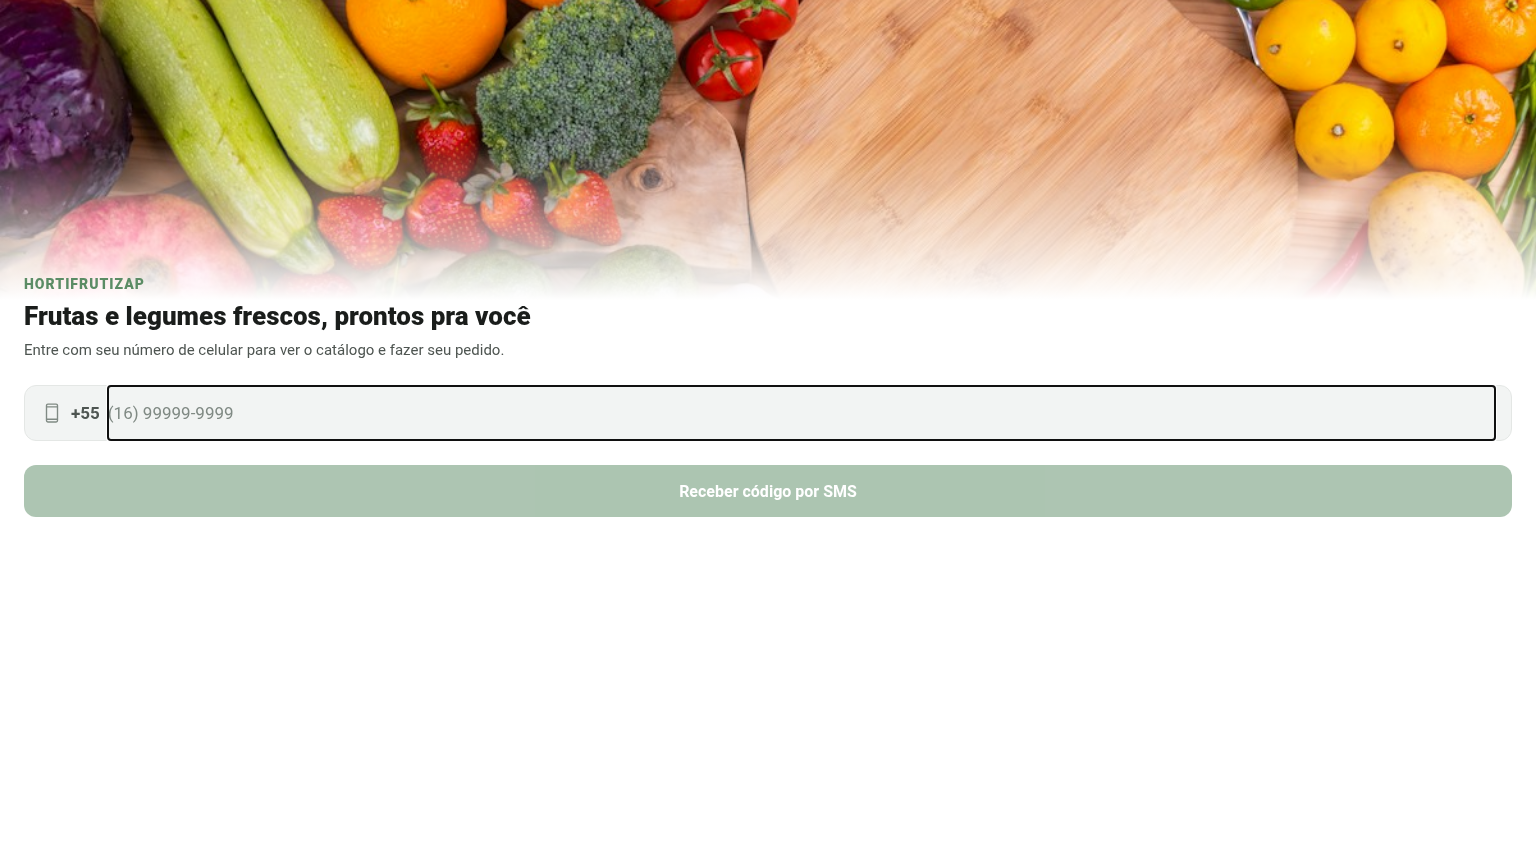 HORTIFRUTIZAP
Frutas e legumes frescos, prontos pra você
Entre com seu número de celular para ver o catálogo e fazer seu pedido.
+55 (16) 99999-9999
Receber código por SMS